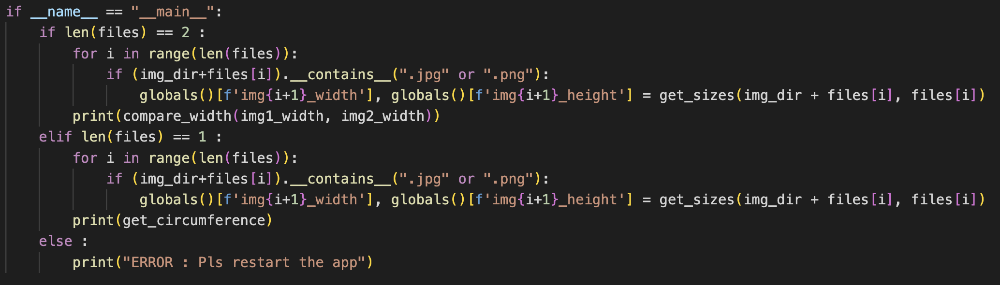 if __name__ == "__main__":
    if len(files) == 2 :
        for i in range(len(files)):
            if (img_dir+files[i]).__contains__(".jpg" or ".png"):
                globals()[f'img{i+1}_width'], globals()[f'img{i+1}_height'] = get_sizes(img_dir + files[i], files[i])
        print(compare_width(img1_width, img2_width))
    elif len(files) == 1 :
        for i in range(len(files)):
            if (img_dir+files[i]).__contains__(".jpg" or ".png"):
                globals()[f'img{i+1}_width'], globals()[f'img{i+1}_height'] = get_sizes(img_dir + files[i], files[i])
        print(get_circumference)
    else :
        print("ERROR : Pls restart the app")